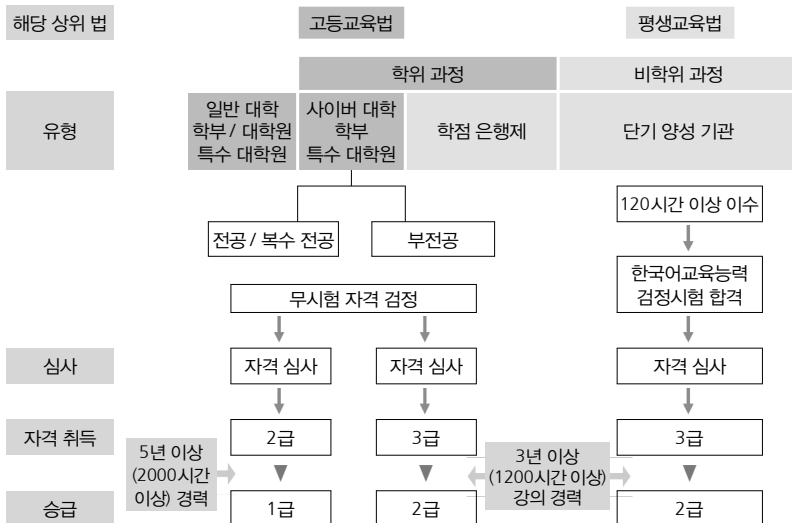 해당 상위 법
고등교육법
평생교육법
학위 과정
비학위 과정
유형
일반 대학
학부 / 대학원
특수 대학원
사이버 대학
학부
특수 대학원
학점 은행제
단기 양성 기관
120시간 이상 이수
전공 / 복수 전공
부전공
한국어교육능력
검정시험 합격
무시험 자격 검정
심사
자격 심사
자격 심사
자격 심사
자격 취득
2급
3급
3급
5년 이상
(2000시간
이상) 경력
3년 이상
(1200시간 이상)
강의 경력
승급
1급
2급
2급